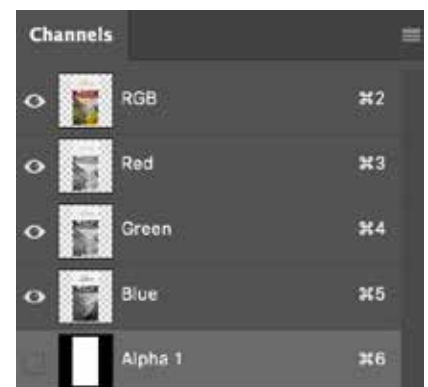 Channels
RGB ⌘2
Red ⌘3
Green ⌘4
Blue ⌘5
Alpha 1 ⌘6